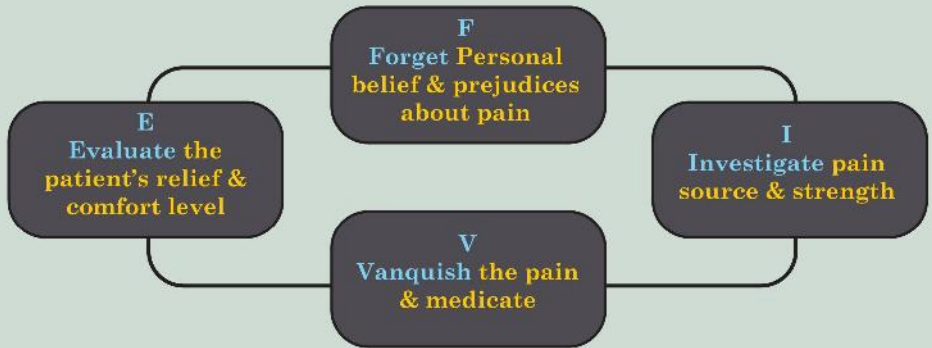 F
Forget Personal
belief & prejudices
about pain
I
Investigate pain
source & strength
V
Vanquish the pain
& medicate
E
Evaluate the
patient's relief &
comfort level